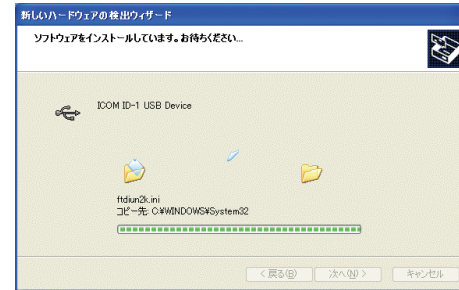 新しいハードウェアの検出ウィザード
ソフトウェアをインストールしています。お待ちください...
ICOM ID-1 USB Device
ftdiun2k.ini
コピー先: C:¥WINDOWS¥System32
< 戻る(B) 次へ(N) > キャンセル